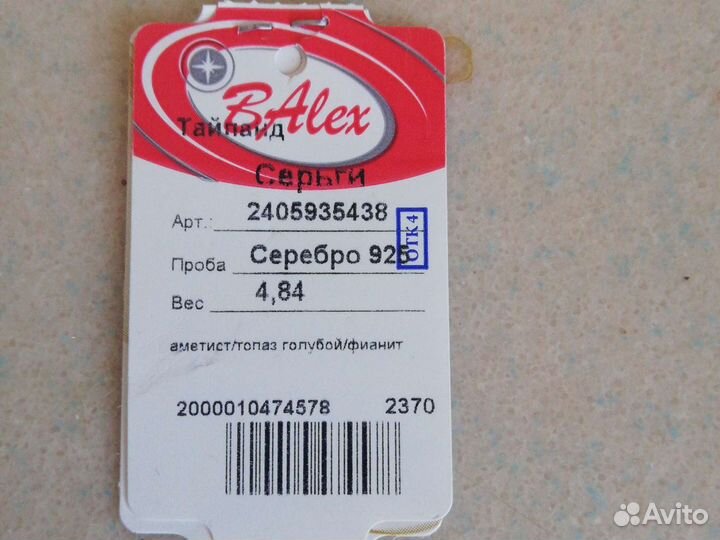 BAlex
Тайланд
Серьги
Арт.: 2405935438
Проба Серебро 925
ОТК 4
Вес 4,84
аметист/топаз голубой/фианит
2000010474578 2370
Avito